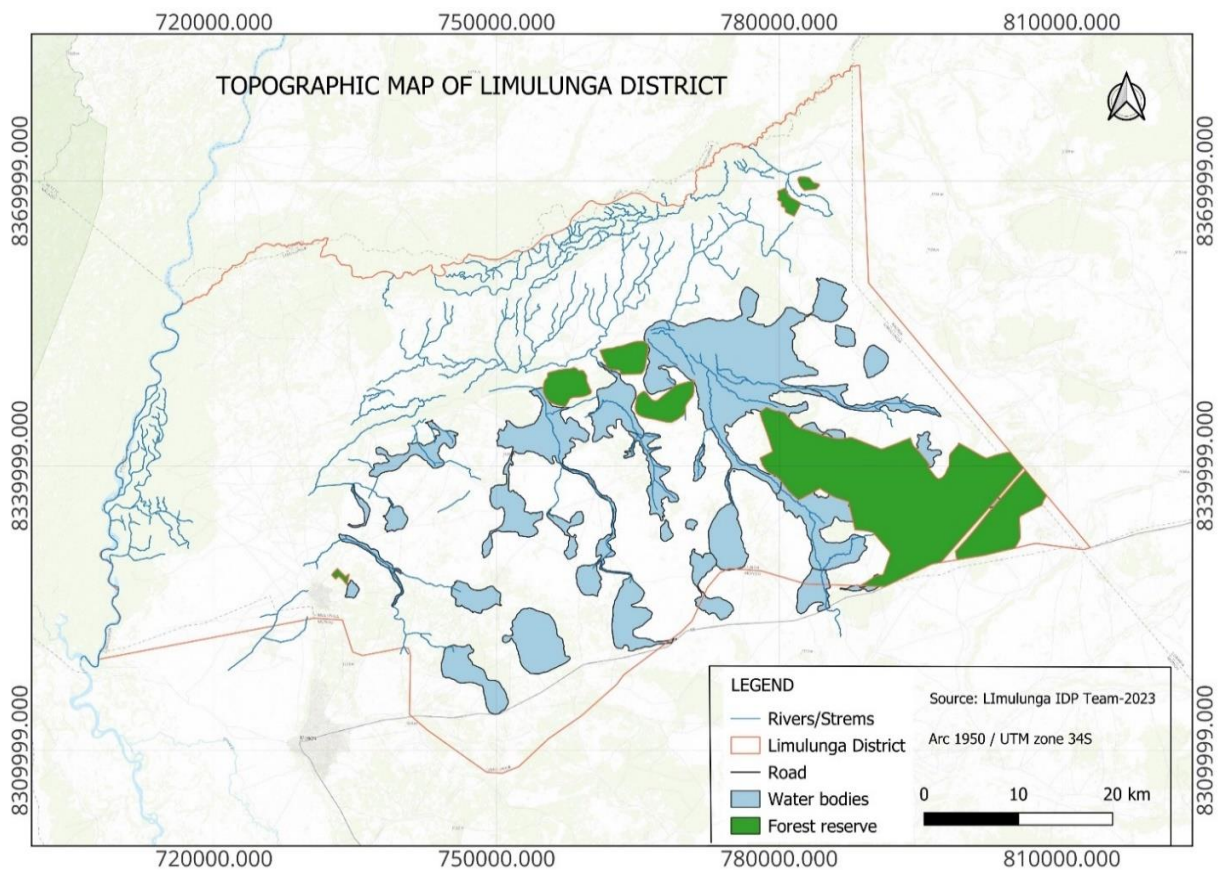 720000.000 750000.000 780000.000 810000.000
TOPOGRAPHIC MAP OF LIMULUNGA DISTRICT
8369999.000 8369999.000
8339999.000 8339999.000
8309999.000 8309999.000
LEGEND
Rivers/Strems
Limulunga District
Road
Water bodies
Forest reserve
Source: LImulunga IDP Team-2023
Arc 1950 / UTM zone 34S
0 10 20 km
720000.000 750000.000 780000.000 810000.000